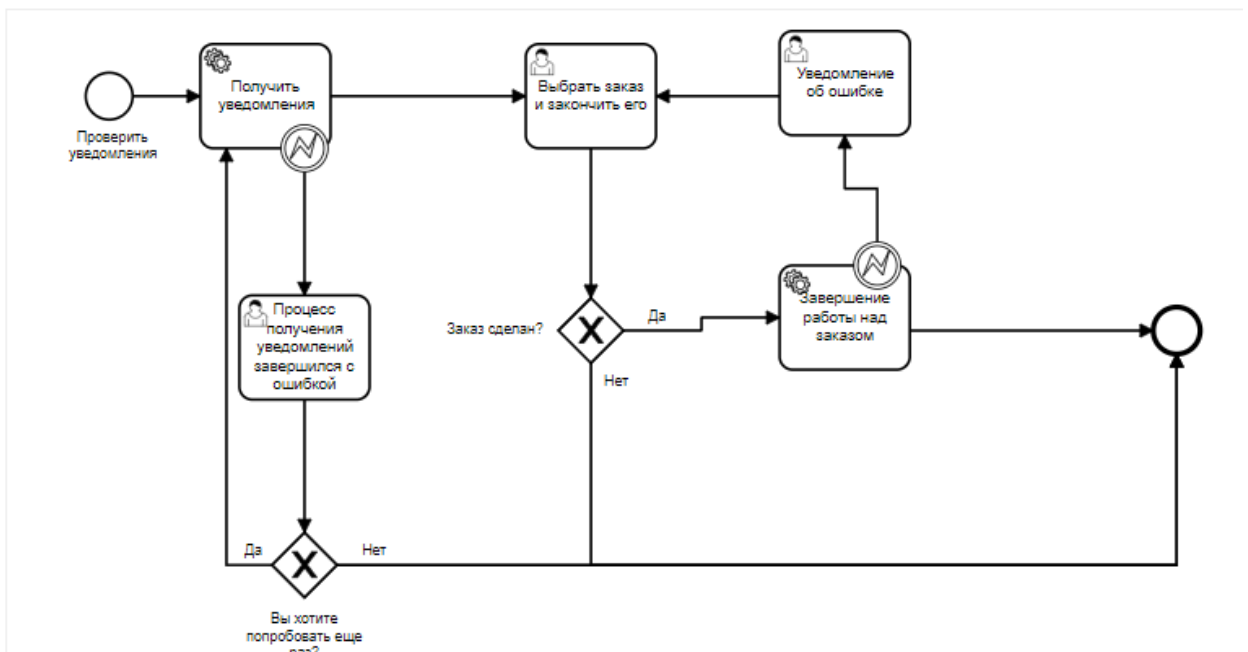 Проверить
уведомления
Получить
уведомления
Выбрать заказ
и закончить его
Уведомление
об ошибке
Процесс
получения
уведомлений
завершился с
ошибкой
Заказ сделан?
Да
Нет
Завершение
работы над
заказом
Да
Нет
Вы хотите
попробовать еще
раз?